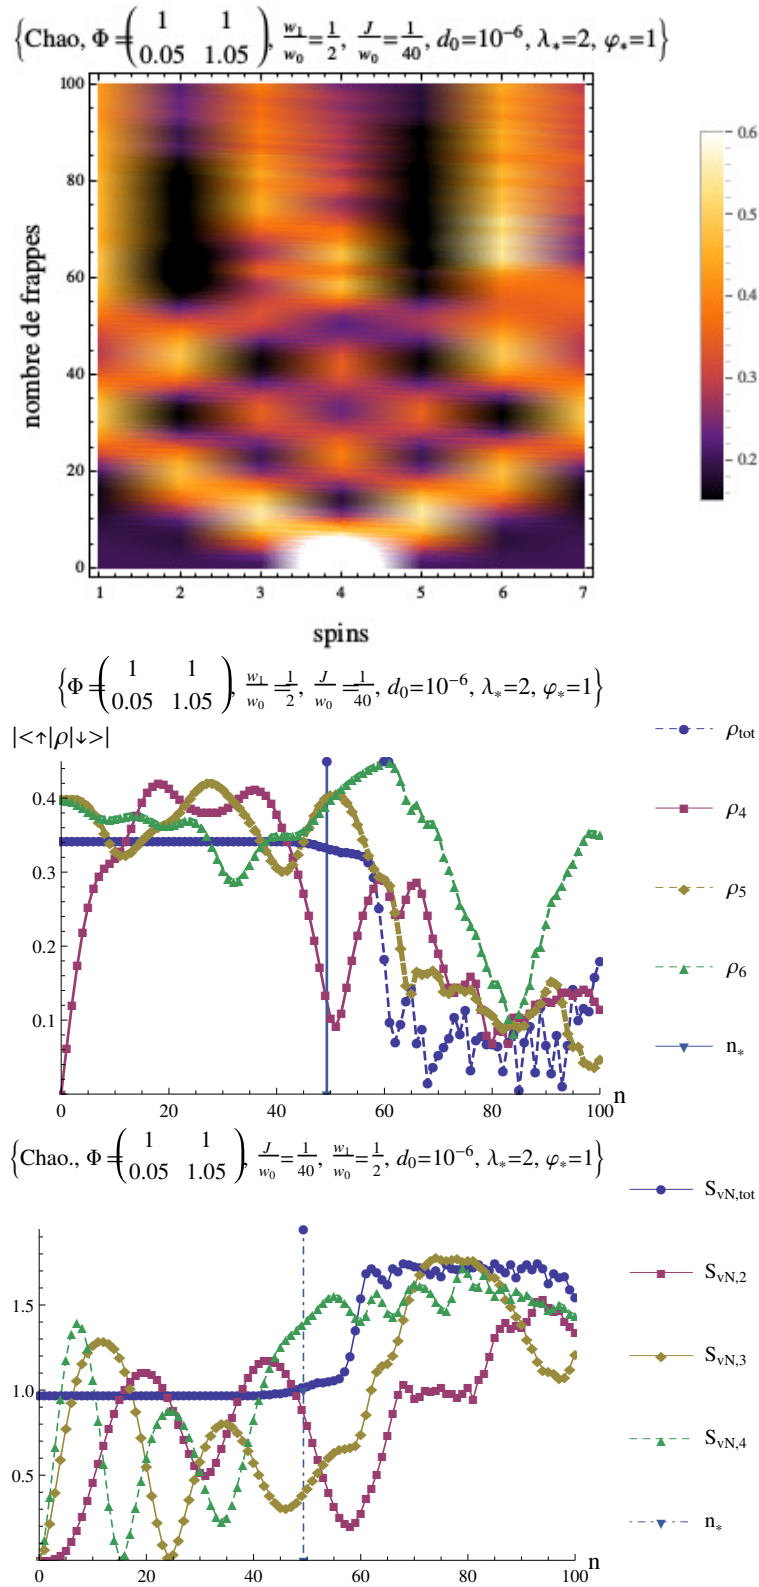 {Chao, Φ = ( 1 1
0.05 1.05 ), w₁/w₀ = 1/2, J/w₀ = 1/40, d₀=10⁻⁶, λ*=2, φ*=1}
100
80
60
40
20
0
nombre de frappes
1 2 3 4 5 6 7
spins
0.6
0.5
0.4
0.3
0.2
{Φ = ( 1 1
0.05 1.05 ), w₁/w₀ = 1/2, J/w₀ = 1/40, d₀=10⁻⁶, λ*=2, φ*=1}
|<↑|ρ|↓>|
0.4
0.3
0.2
0.1
0 20 40 60 80 100 n
ρtot
ρ4
ρ5
ρ6
n*
{Chao., Φ = ( 1 1
0.05 1.05 ), J/w₀ = 1/40, w₁/w₀ = 1/2, d₀=10⁻⁶, λ*=2, φ*=1}
1.5
1.0
0.5
0 20 40 60 80 100 n
SvN,tot
SvN,2
SvN,3
SvN,4
n*